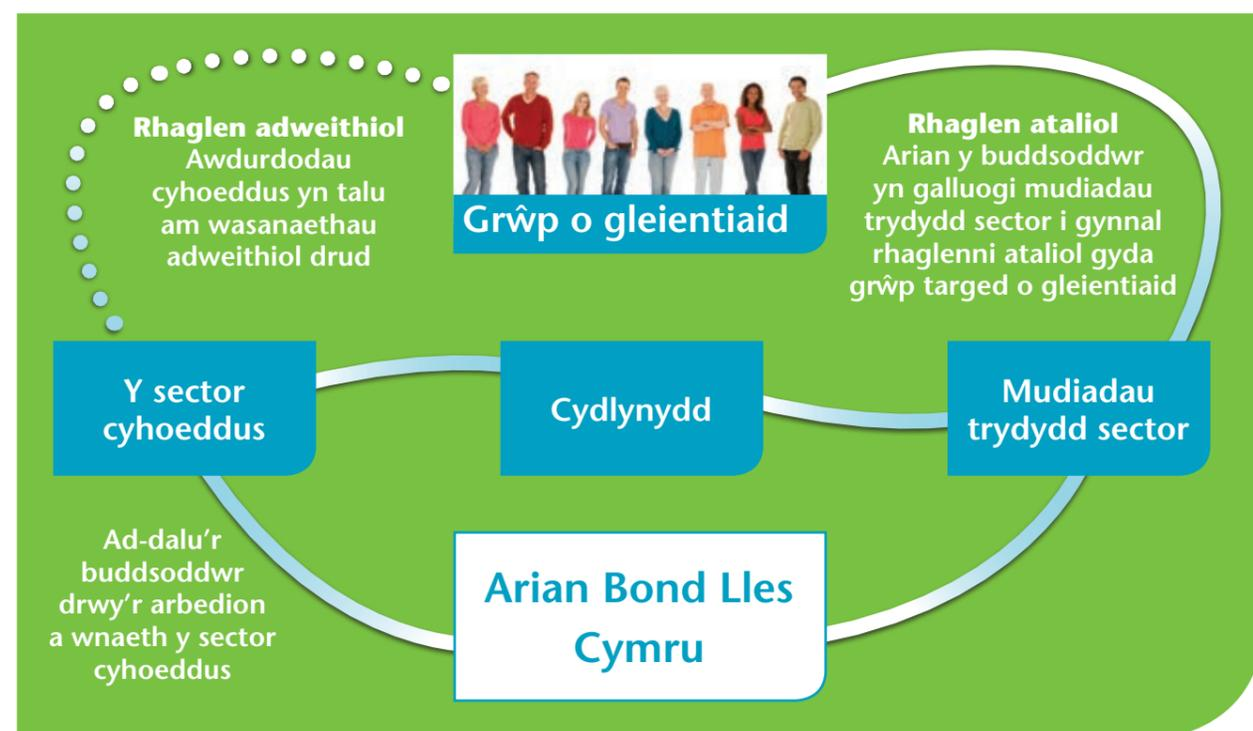 Rhaglen adweithiol
Awdurdodau
cyhoeddus yn talu
am wasanaethau
adweithiol drud
Grŵp o gleientiaid
Rhaglen ataliol
Arian y buddsoddwr
yn galluogi mudiadau
trydydd sector i gynnal
rhaglenni ataliol gyda
grŵp targed o gleientiaid
Y sector
cyhoeddus
Cydlynydd
Mudiadau
trydydd sector
Ad-dalu’r
buddsoddwr
drwy’r arbedion
a wnaeth y sector
cyhoeddus
Arian Bond Lles
Cymru